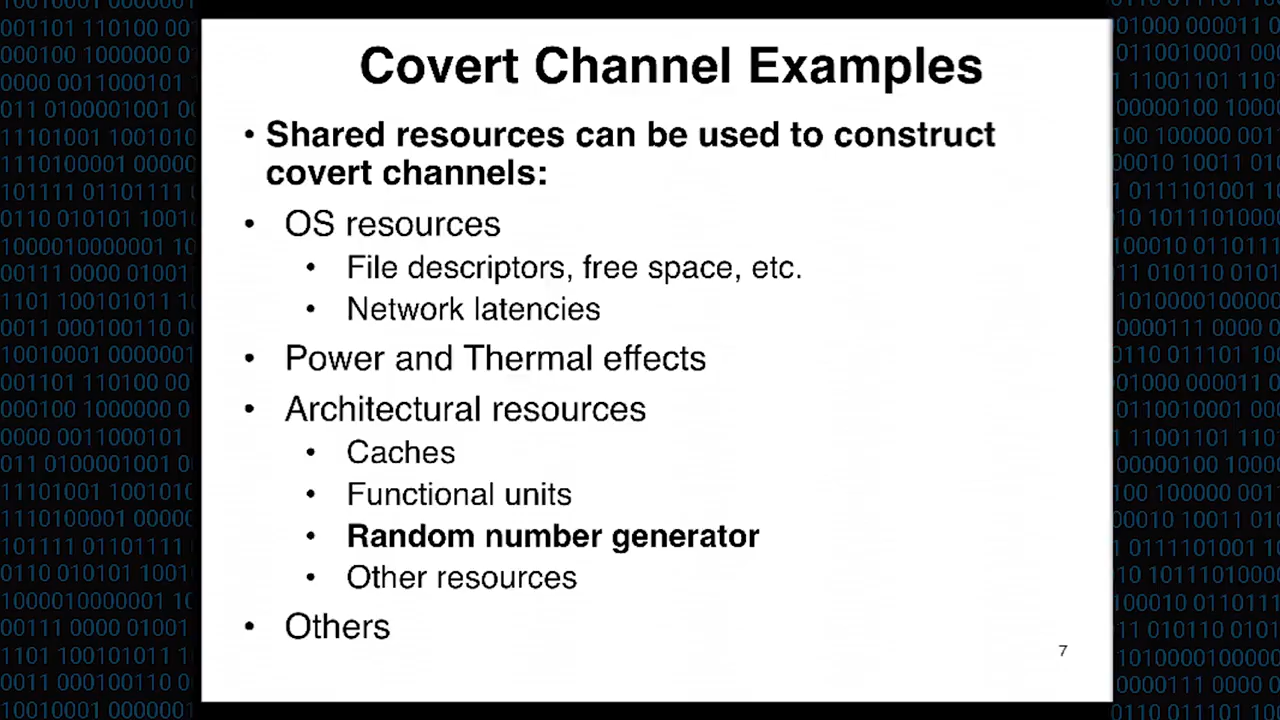 Covert Channel Examples
• Shared resources can be used to construct
covert channels:
• OS resources
• File descriptors, free space, etc.
• Network latencies
• Power and Thermal effects
• Architectural resources
• Caches
• Functional units
• Random number generator
• Other resources
• Others
7